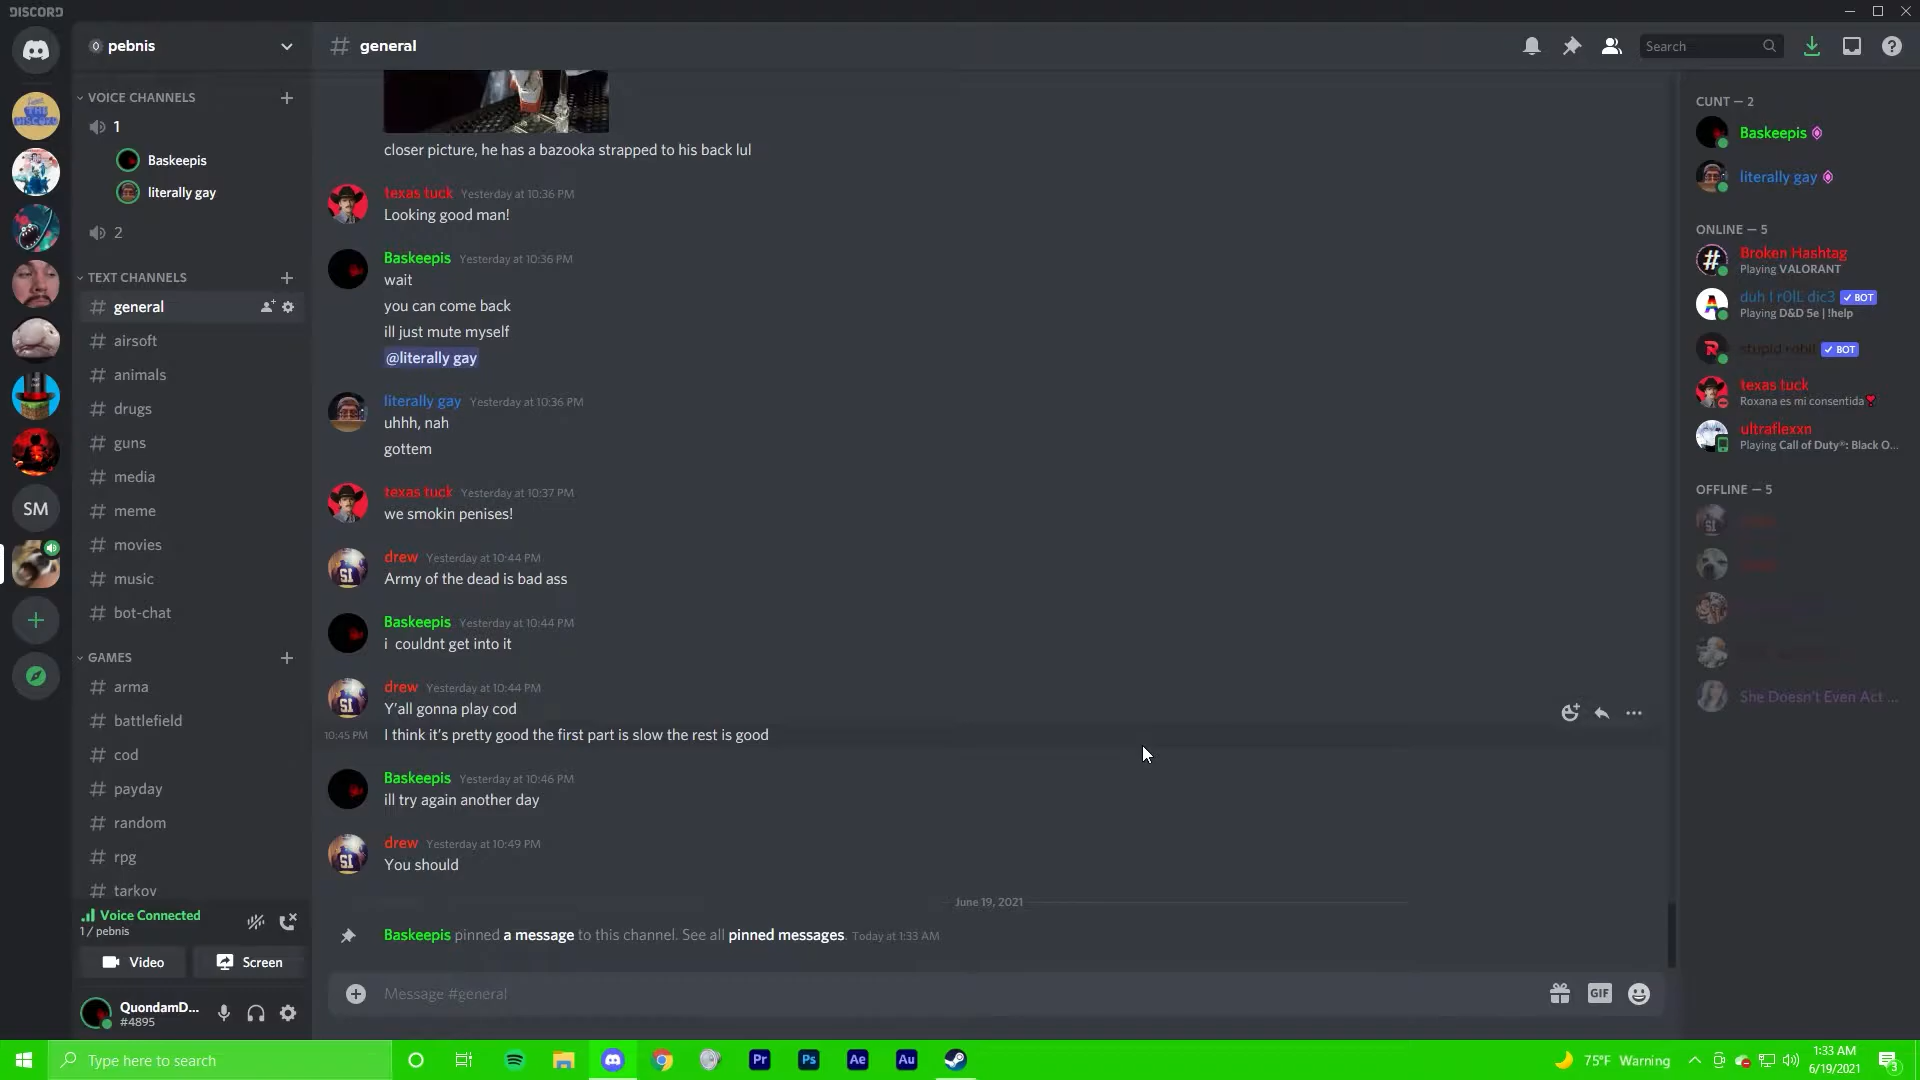 DISCORD
pebnis
general
Search
VOICE CHANNELS
1
Baskeepis
literally gay
2
TEXT CHANNELS
general
airsoft
animals
drugs
guns
media
meme
movies
music
bot-chat
GAMES
arma
battlefield
cod
payday
random
rpg
tarkov
SM
Voice Connected
1 / pebnis
Video
Screen
QuondamD...
#4895
closer picture, he has a bazooka strapped to his back lul
texas tuck Yesterday at 10:36 PM
Looking good man!
Baskeepis Yesterday at 10:36 PM
wait
you can come back
ill just mute myself
@literally gay
literally gay Yesterday at 10:36 PM
uhhh, nah
gottem
texas tuck Yesterday at 10:37 PM
we smokin penises!
drew Yesterday at 10:44 PM
Army of the dead is bad ass
Baskeepis Yesterday at 10:44 PM
i couldnt get into it
drew Yesterday at 10:44 PM
Y'all gonna play cod
10:45 PM I think it's pretty good the first part is slow the rest is good
Baskeepis Yesterday at 10:46 PM
ill try again another day
drew Yesterday at 10:49 PM
You should
June 19, 2021
Baskeepis pinned a message to this channel. See all pinned messages. Today at 1:33 AM
Message #general
GIF
CUNT — 2
Baskeepis
literally gay
ONLINE — 5
Broken Hashtag
Playing VALORANT
duh I r0lL dic3 BOT
Playing D&D 5e | !help
BOT
texas tuck
Roxana es mi consentida
ultraflexxn
Playing Call of Duty®: Black O...
OFFLINE — 5
She Doesn't Even Act ...
Type here to search
Pr
Ps
Ae
Au
75°F Warning
1:33 AM
6/19/2021
3